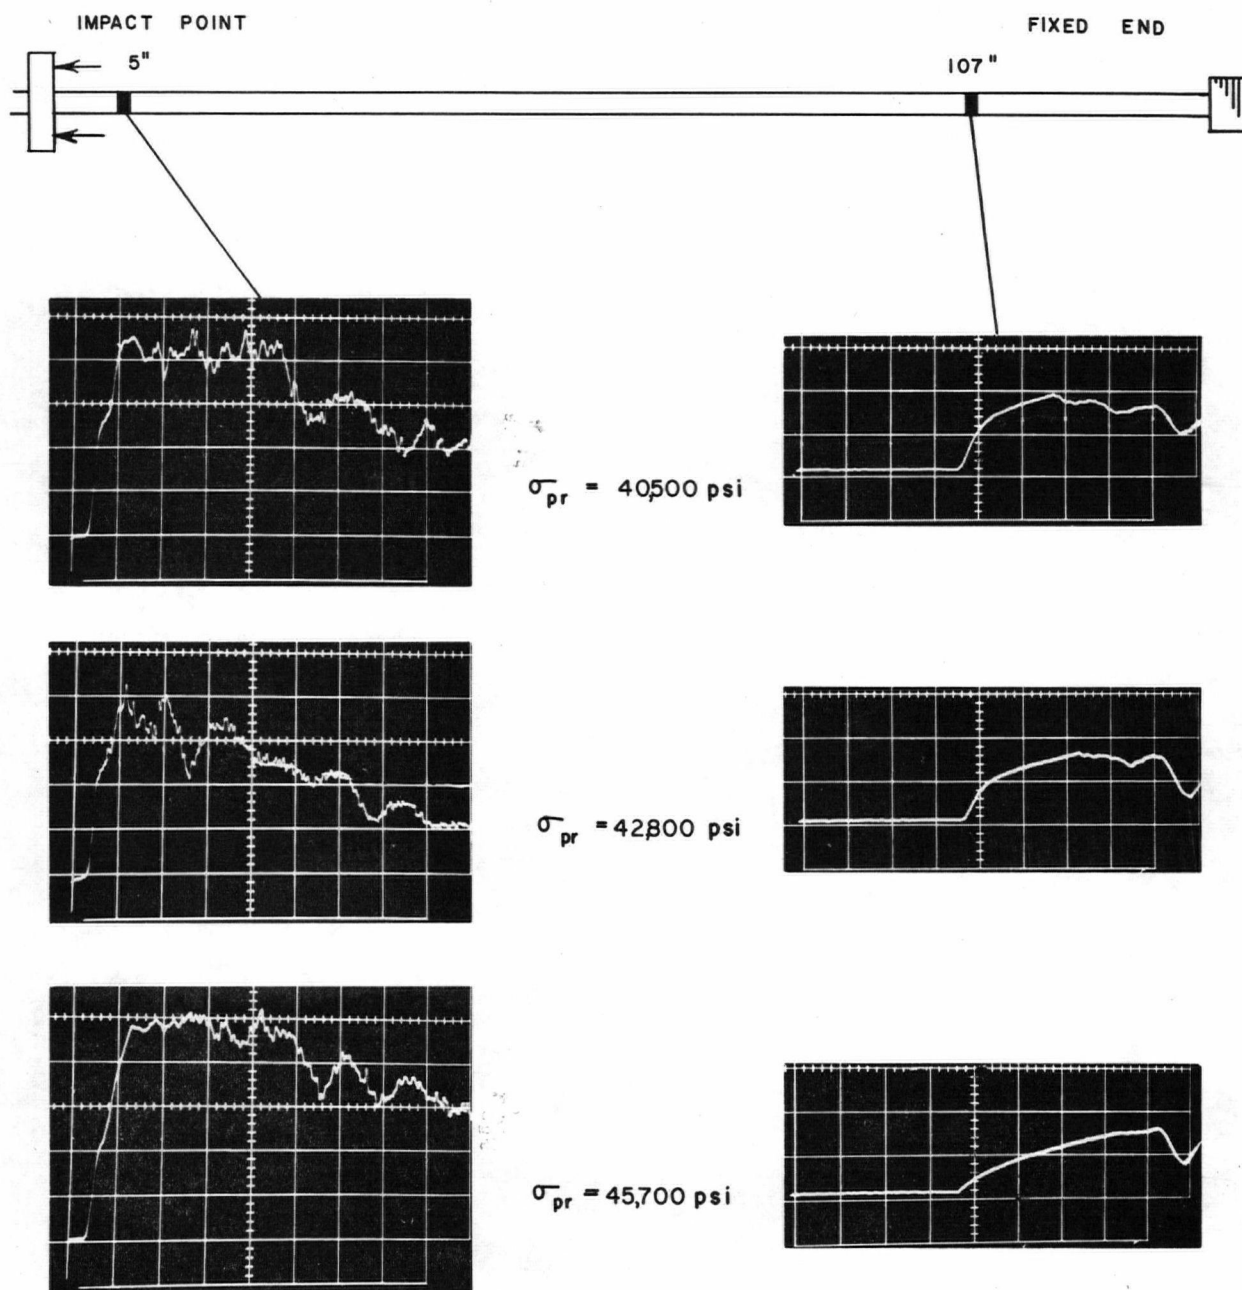 IMPACT POINT
FIXED END
5"
107"
σpr = 40,500 psi
σpr = 42,800 psi
σpr = 45,700 psi